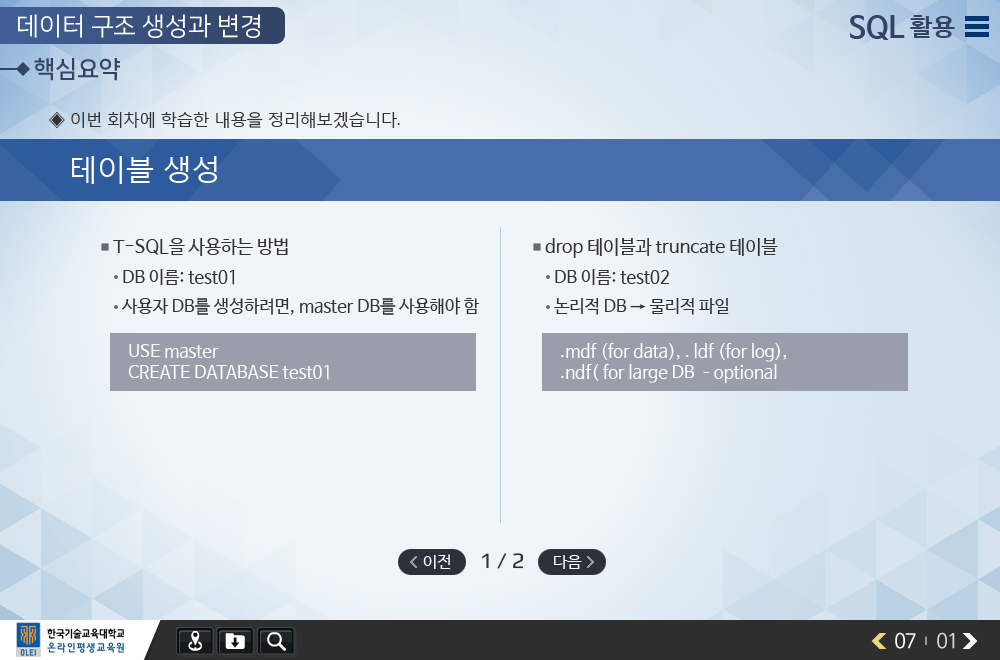 데이터 구조 생성과 변경
SQL 활용
핵심요약
◈ 이번 회차에 학습한 내용을 정리해보겠습니다.
테이블 생성
■ T-SQL을 사용하는 방법
• DB 이름: test01
• 사용자 DB를 생성하려면, master DB를 사용해야 함
USE master
CREATE DATABASE test01
■ drop 테이블과 truncate 테이블
• DB 이름: test02
• 논리적 DB → 물리적 파일
.mdf (for data), . ldf (for log),
.ndf( for large DB - optional
< 이전
1 / 2
다음 >
한국기술교육대학교
온라인평생교육원
OLEI
07 | 01